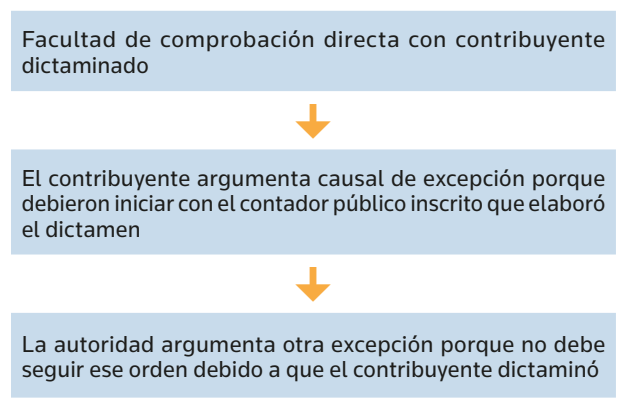 Facultad de comprobación directa con contribuyente
dictaminado
El contribuyente argumenta causal de excepción porque
debieron iniciar con el contador público inscrito que elaboró
el dictamen
La autoridad argumenta otra excepción porque no debe
seguir ese orden debido a que el contribuyente dictaminó